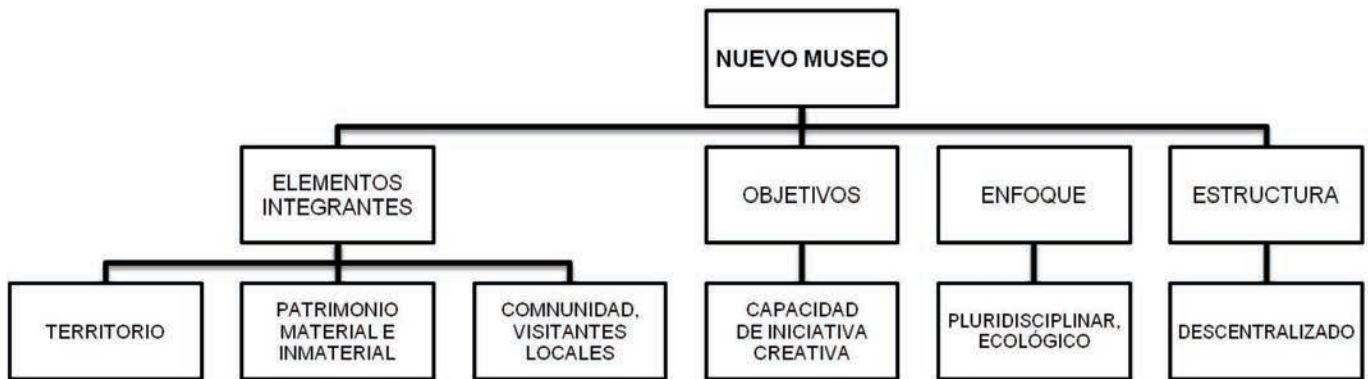 NUEVO MUSEO
ELEMENTOS
INTEGRANTES
OBJETIVOS
ENFOQUE
ESTRUCTURA
TERRITORIO
PATRIMONIO
MATERIAL E
INMATERIAL
COMNUNIDAD,
VISITANTES
LOCALES
CAPACIDAD
DE INICIATIVA
CREATIVA
PLURIDISCIPLINAR,
ECOLÓGICO
DESCENTRALIZADO